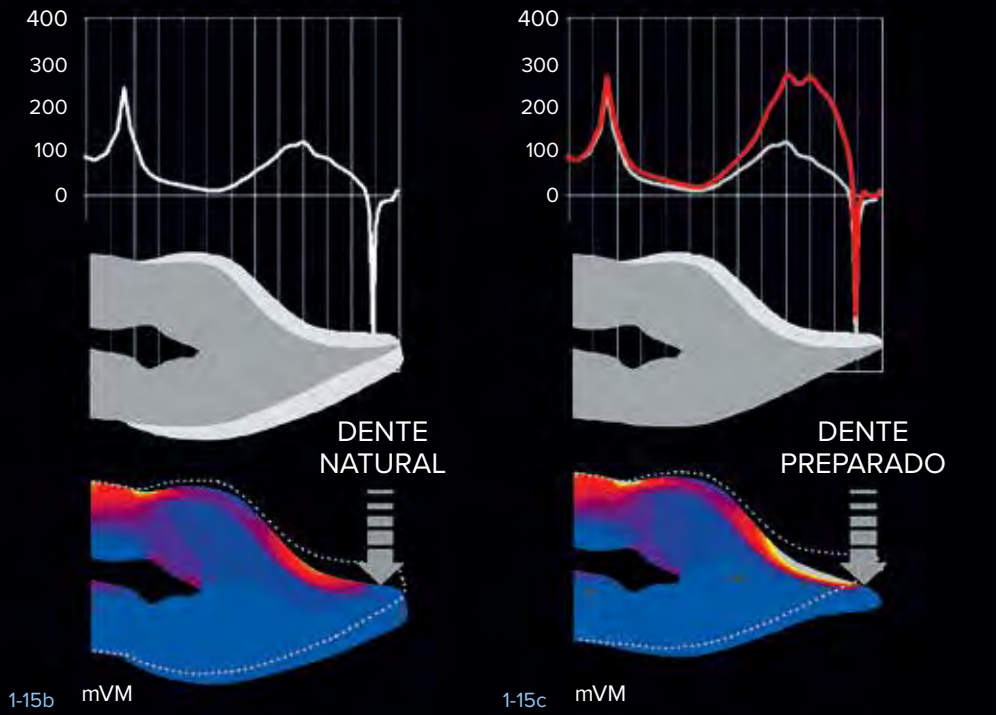 400
300
200
100
0
DENTE
NATURAL
1-15b
mVM
400
300
200
100
0
DENTE
PREPARADO
1-15c
mVM